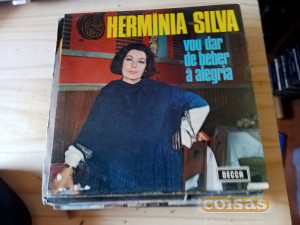 HERMÍNIA SILVA
vou dar
de beber
à alegria
DECCA
coisas